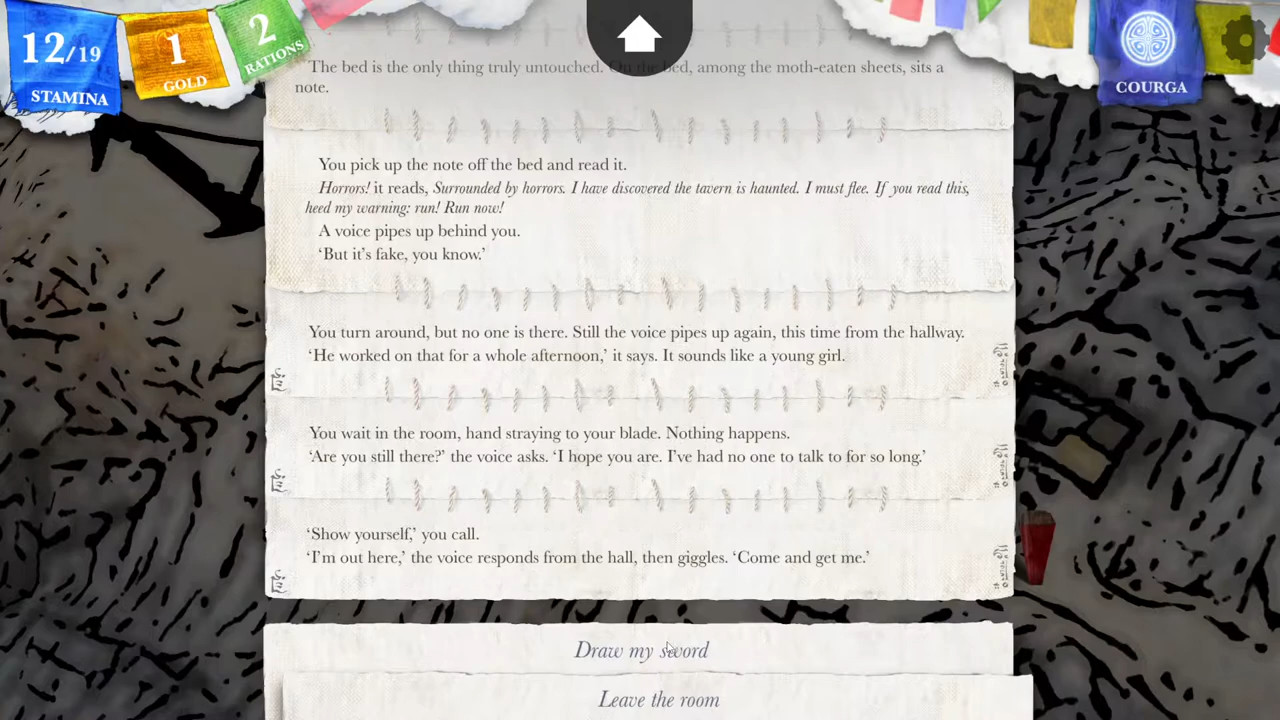 12/19
STAMINA
1
GOLD
2
RATIONS
COURGA
The bed is the only thing truly untouched. On the bed, among the moth-eaten sheets, sits a
note.
You pick up the note off the bed and read it.
Horrors! it reads, Surrounded by horrors. I have discovered the tavern is haunted. I must flee. If you read this,
heed my warning: run! Run now!
A voice pipes up behind you.
‘But it’s fake, you know.’
You turn around, but no one is there. Still the voice pipes up again, this time from the hallway.
‘He worked on that for a whole afternoon,’ it says. It sounds like a young girl.
You wait in the room, hand straying to your blade. Nothing happens.
‘Are you still there?’ the voice asks. ‘I hope you are. I’ve had no one to talk to for so long.’
‘Show yourself,’ you call.
‘I’m out here,’ the voice responds from the hall, then giggles. ‘Come and get me.’
Draw my sword
Leave the room